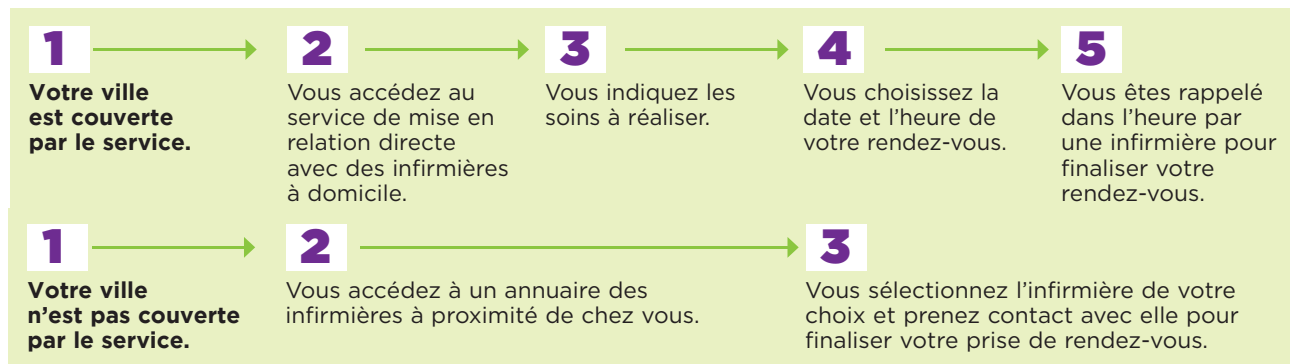 1
Votre ville
est couverte
par le service.
2
Vous accédez au
service de mise en
relation directe
avec des infirmières
à domicile.
3
Vous indiquez les
soins à réaliser.
4
Vous choisissez la
date et l'heure de
votre rendez-vous.
5
Vous êtes rappelé
dans l'heure par
une infirmière pour
finaliser votre
rendez-vous.
1
Votre ville
n'est pas couverte
par le service.
2
Vous accédez à un annuaire des
infirmières à proximité de chez vous.
3
Vous sélectionnez l'infirmière de votre
choix et prenez contact avec elle pour
finaliser votre prise de rendez-vous.